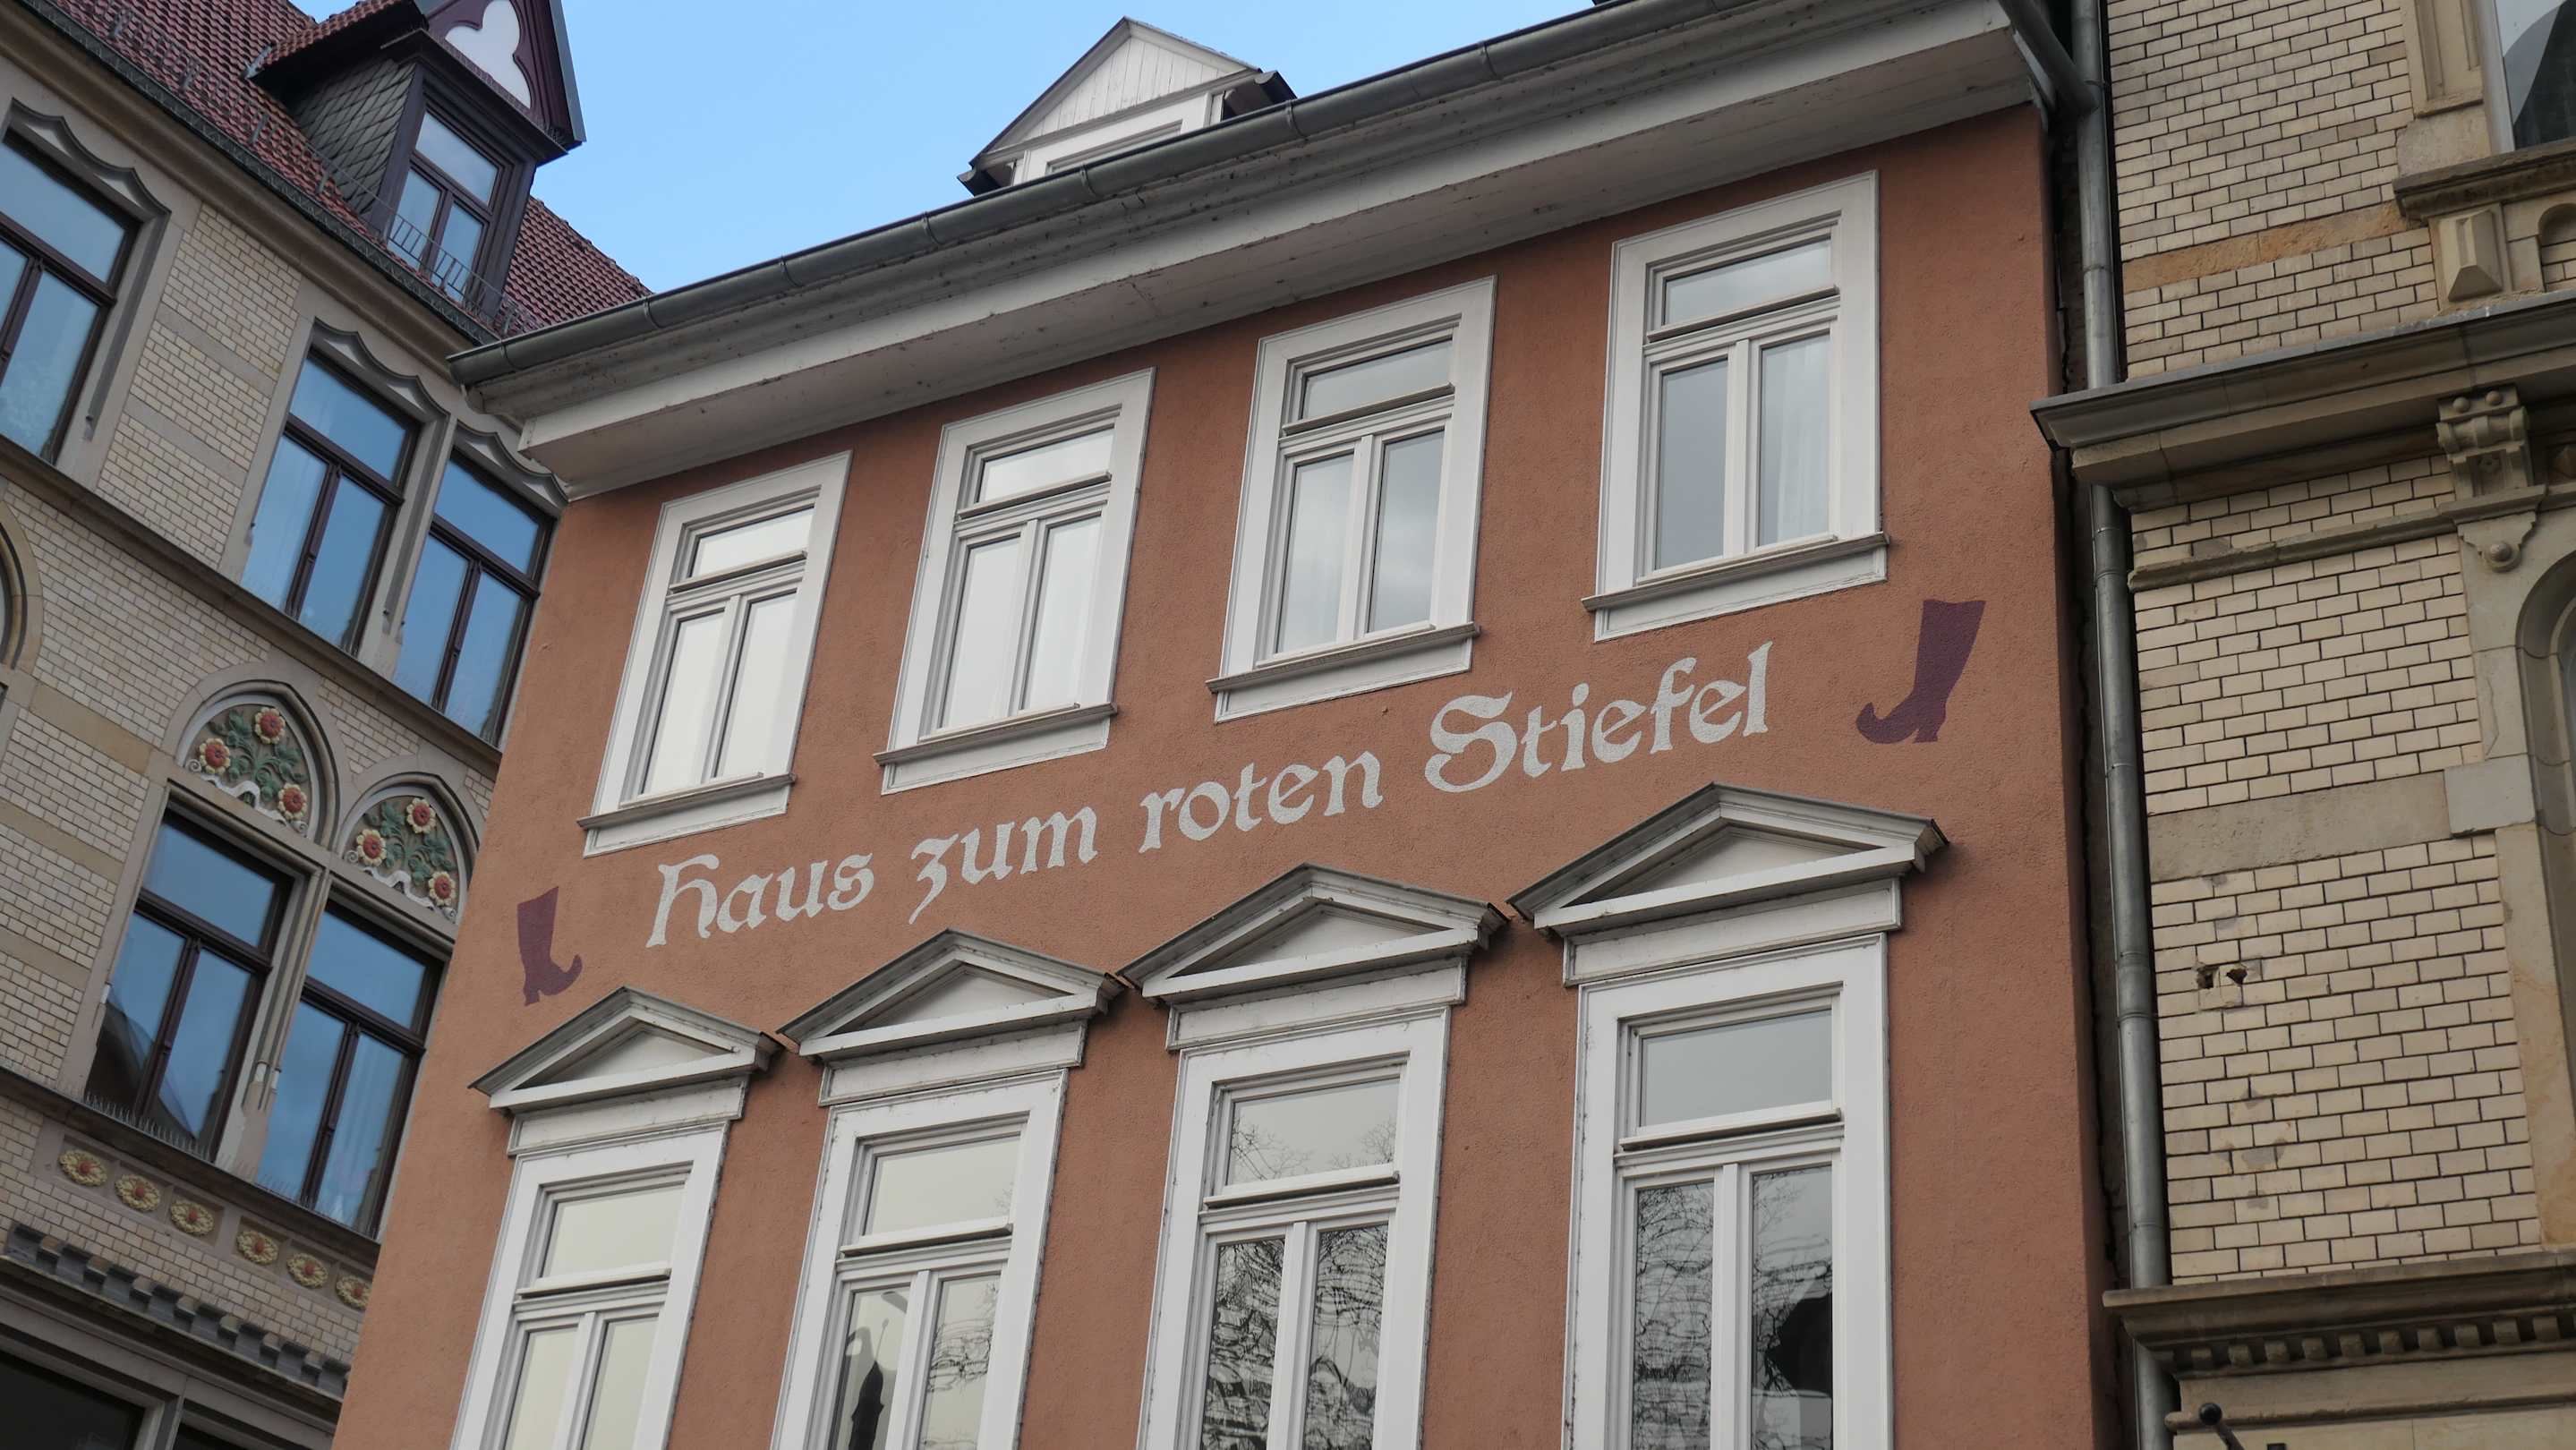 Haus zum roten Stiefel